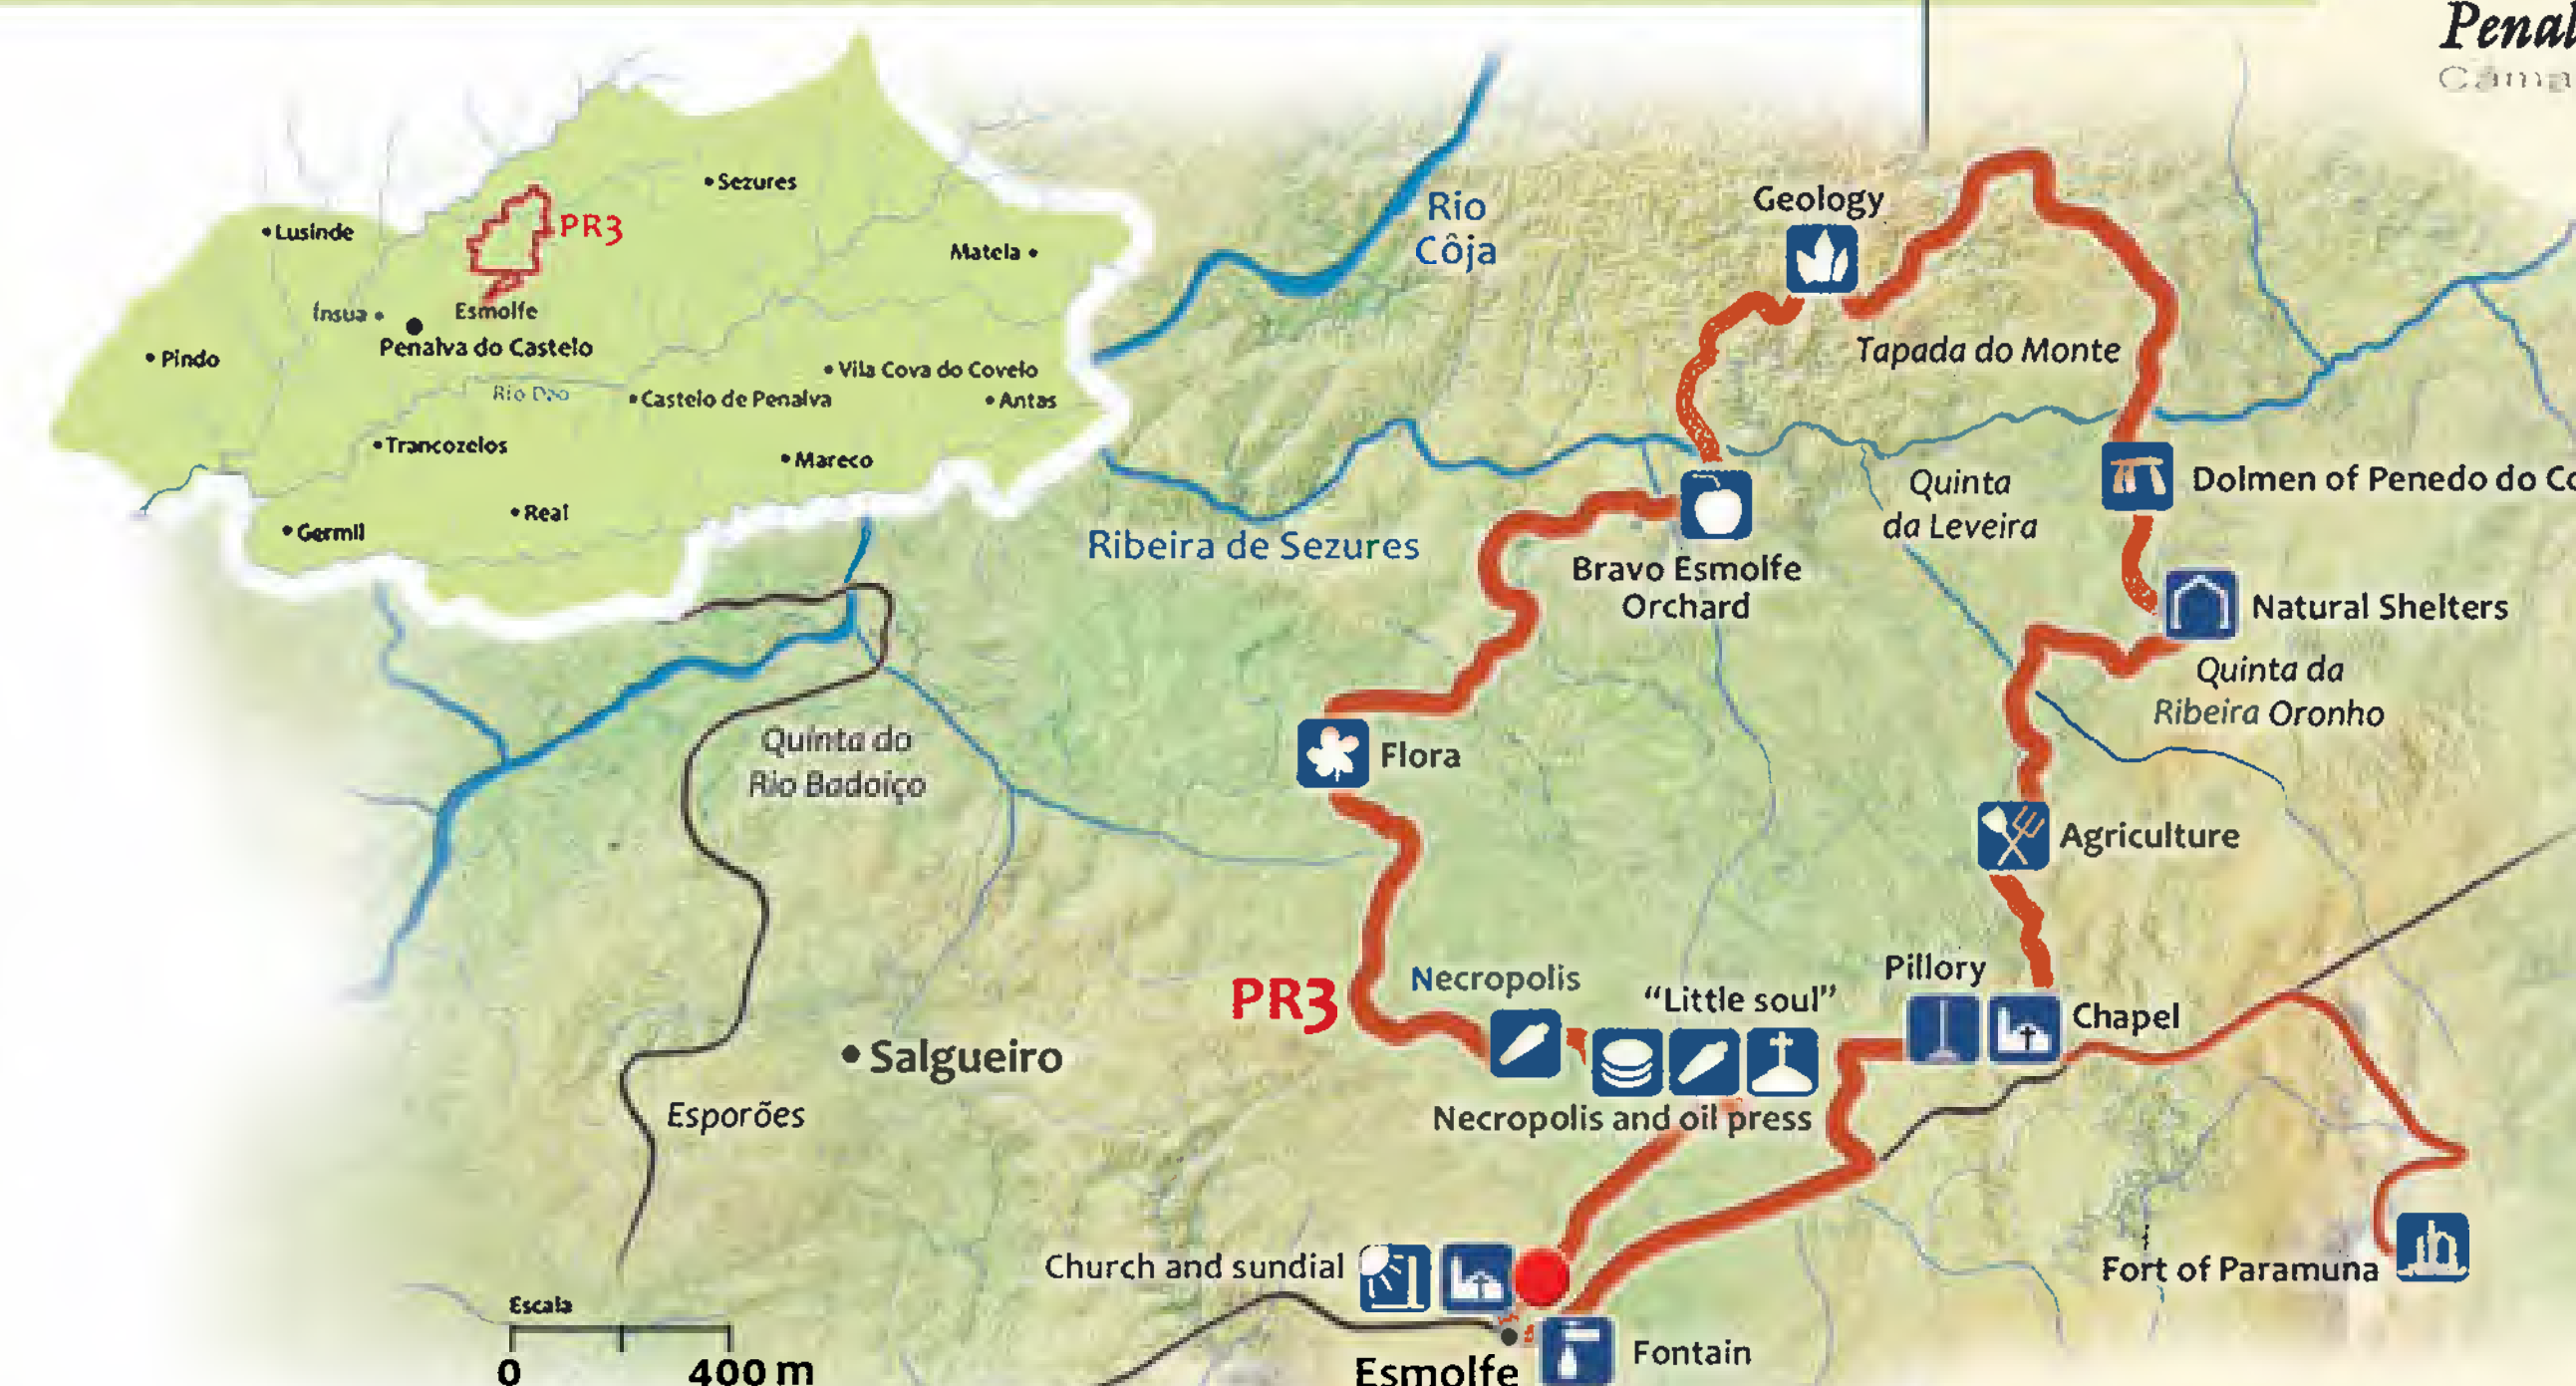 Câma
Sezures
PR3
Lusinde
Matela
Ínsua
Esmolfe
Penalva do Castelo
Pindo
Vila Cova do Covelo
Rio Dão
Castelo de Penalva
Antas
Trancozelos
Mareco
Real
Germil
Rio
Côja
Geology
Tapada do Monte
Ribeira de Sezures
Bravo Esmolfe
Orchard
Quinta
da Leveira
Dolmen of Penedo do
Natural Shelters
Quinta da
Ribeira Oronho
Quinta do
Rio Badoiço
Flora
Agriculture
PR3
Necropolis
"Little soul"
Pillory
Chapel
Salgueiro
Necropolis and oil press
Esporões
Church and sundial
Fort of Paramuna
Escala
0 400 m
Esmolfe
Fontain